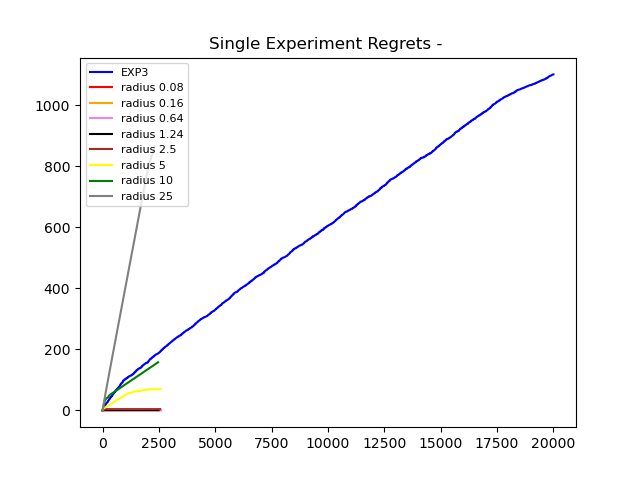 Single Experiment Regrets -
EXP3
radius 0.08
radius 0.16
radius 0.64
radius 1.24
radius 2.5
radius 5
radius 10
radius 25
1000
800
600
400
200
0
0 2500 5000 7500 10000 12500 15000 17500 20000